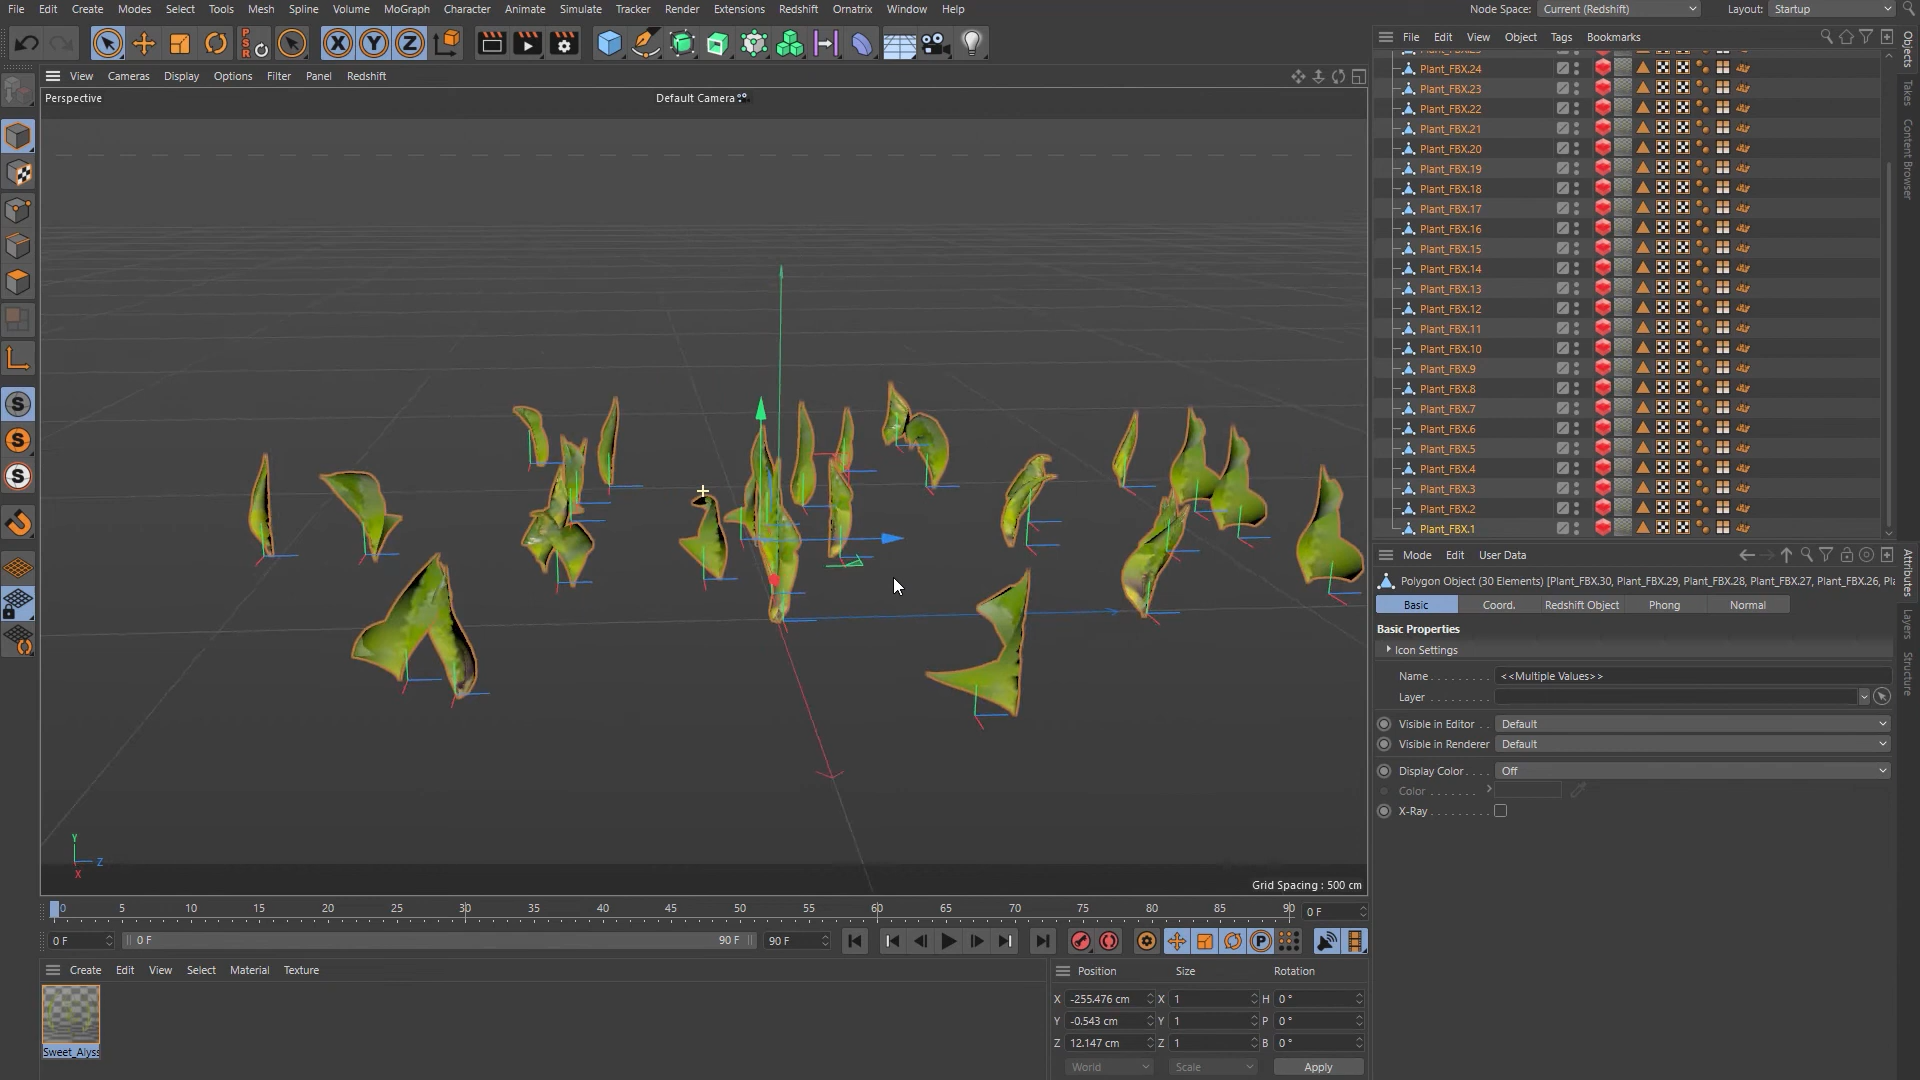 File Edit Create Modes Select Tools Mesh Spline Volume MoGraph Character Animate Simulate Tracker Render Extensions Redshift Ornatrix Window Help
Node Space: Current (Redshift) Layout: Startup
File Edit View Object Tags Bookmarks
View Cameras Display Options Filter Panel Redshift
Perspective
Default Camera
Plant_FBX.24
Plant_FBX.23
Plant_FBX.22
Plant_FBX.21
Plant_FBX.20
Plant_FBX.19
Plant_FBX.18
Plant_FBX.17
Plant_FBX.16
Plant_FBX.15
Plant_FBX.14
Plant_FBX.13
Plant_FBX.12
Plant_FBX.11
Plant_FBX.10
Plant_FBX.9
Plant_FBX.8
Plant_FBX.7
Plant_FBX.6
Plant_FBX.5
Plant_FBX.4
Plant_FBX.3
Plant_FBX.2
Plant_FBX.1
Objects
Takes
Content Browser
Mode Edit User Data
Polygon Object (30 Elements) [Plant_FBX.30, Plant_FBX.29, Plant_FBX.28, Plant_FBX.27, Plant_FBX.26, Pla
Basic Coord. Redshift Object Phong Normal
Basic Properties
Icon Settings
Name . . . . . . . . . <<Multiple Values>>
Layer . . . . . . . . . .
Visible in Editor . . Default
Visible in Renderer Default
Display Color . . . . Off
Color . . . . . . .
X-Ray . . . . . . . . .
Attributes
Layers
Structure
Y
Z
X
Grid Spacing : 500 cm
0 5 10 15 20 25 30 35 40 45 50 55 60 65 70 75 80 85 90 0 F
0 F 0 F 90 F 90 F
Create Edit View Select Material Texture
Sweet_Alyss
Position Size Rotation
X -255.476 cm X 1 H 0 °
Y -0.543 cm Y 1 P 0 °
Z 12.147 cm Z 1 B 0 °
World Scale Apply